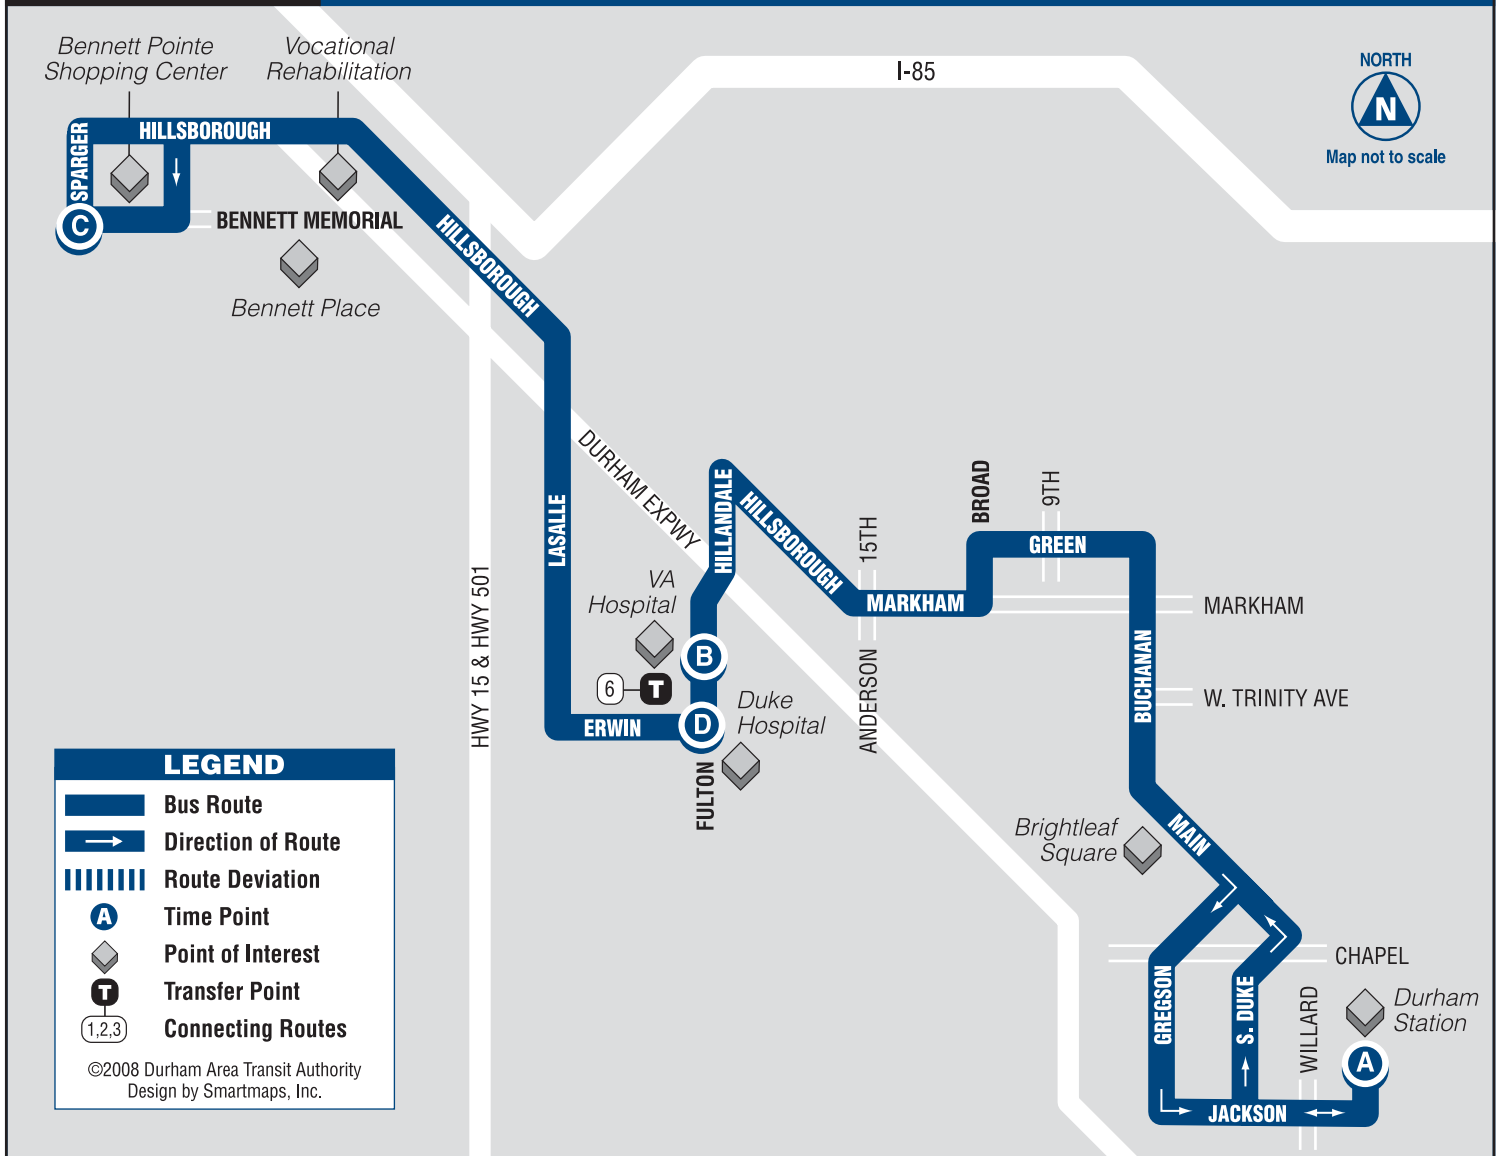 Bennett Pointe
Shopping Center
Vocational
Rehabilitation
I-85
NORTH
N
Map not to scale
SPARGER
HILLSBOROUGH
C
BENNETT MEMORIAL
Bennett Place
HILLSBOROUGH
DURHAM EXPWY
LASALLE
HILLANDALE
HILLSBOROUGH
15TH
BROAD
9TH
GREEN
MARKHAM
MARKHAM
HWY 15 & HWY 501
VA
Hospital
B
6
T
ERWIN
D
Duke
Hospital
FULTON
ANDERSON
BUCHANAN
W. TRINITY AVE
MAIN
Brightleaf
Square
CHAPEL
GREGSON
S. DUKE
WILLARD
Durham
Station
A
JACKSON
LEGEND
Bus Route
Direction of Route
Route Deviation
A
Time Point
Point of Interest
T
Transfer Point
1,2,3
Connecting Routes
©2008 Durham Area Transit Authority
Design by Smartmaps, Inc.